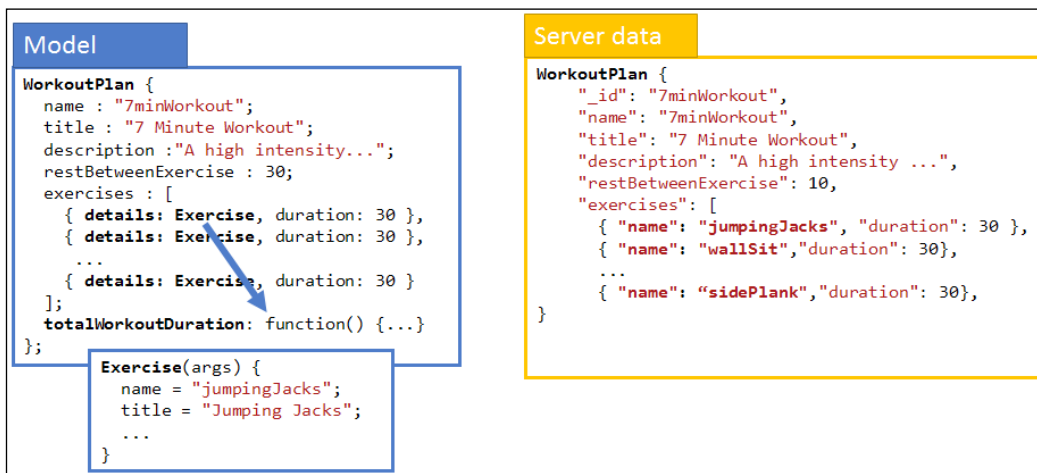 Model
WorkoutPlan {
name : "7minWorkout";
title : "7 Minute Workout";
description :"A high intensity...";
restBetweenExercise : 30;
exercises : [
{ details: Exercise, duration: 30 },
{ details: Exercise, duration: 30 },
...
{ details: Exercise, duration: 30 }
];
totalWorkoutDuration: function() {...}
};
Exercise(args) {
name = "jumpingJacks";
title = "Jumping Jacks";
...
}
Server data
WorkoutPlan {
"_id": "7minWorkout",
"name": "7minWorkout",
"title": "7 Minute Workout",
"description": "A high intensity ...",
"restBetweenExercise": 10,
"exercises": [
{ "name": "jumpingJacks", "duration": 30 },
{ "name": "wallSit","duration": 30},
...
{ "name": “sidePlank","duration": 30},
}